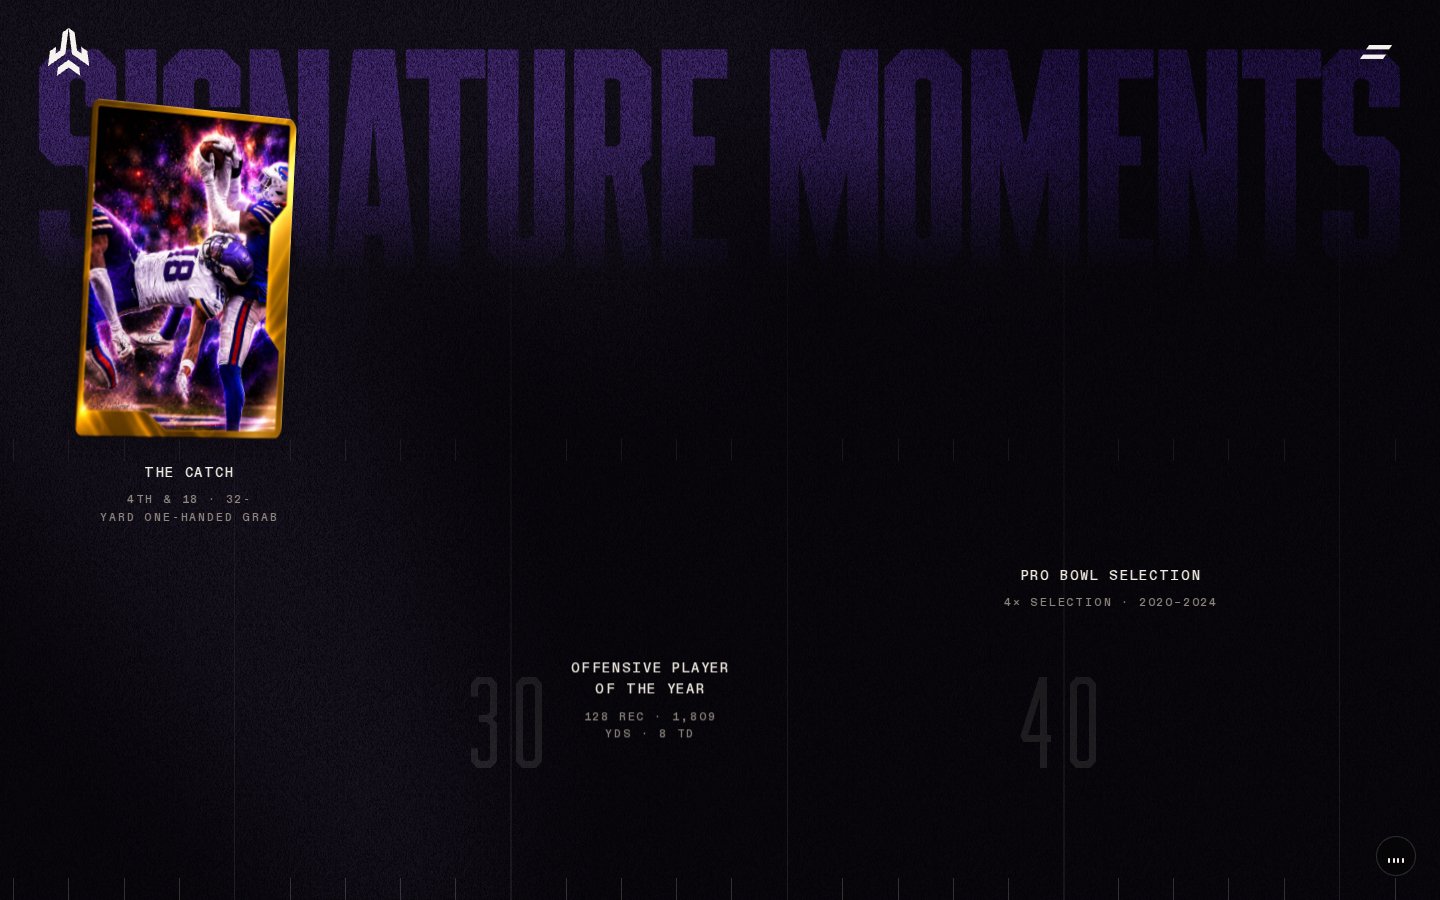 SIGNATURE MOMENTS
18
THE CATCH
4TH & 18 · 32-
YARD ONE-HANDED GRAB
PRO BOWL SELECTION
4× SELECTION · 2020–2024
OFFENSIVE PLAYER
OF THE YEAR
128 REC · 1,809
YDS · 8 TD
30
40